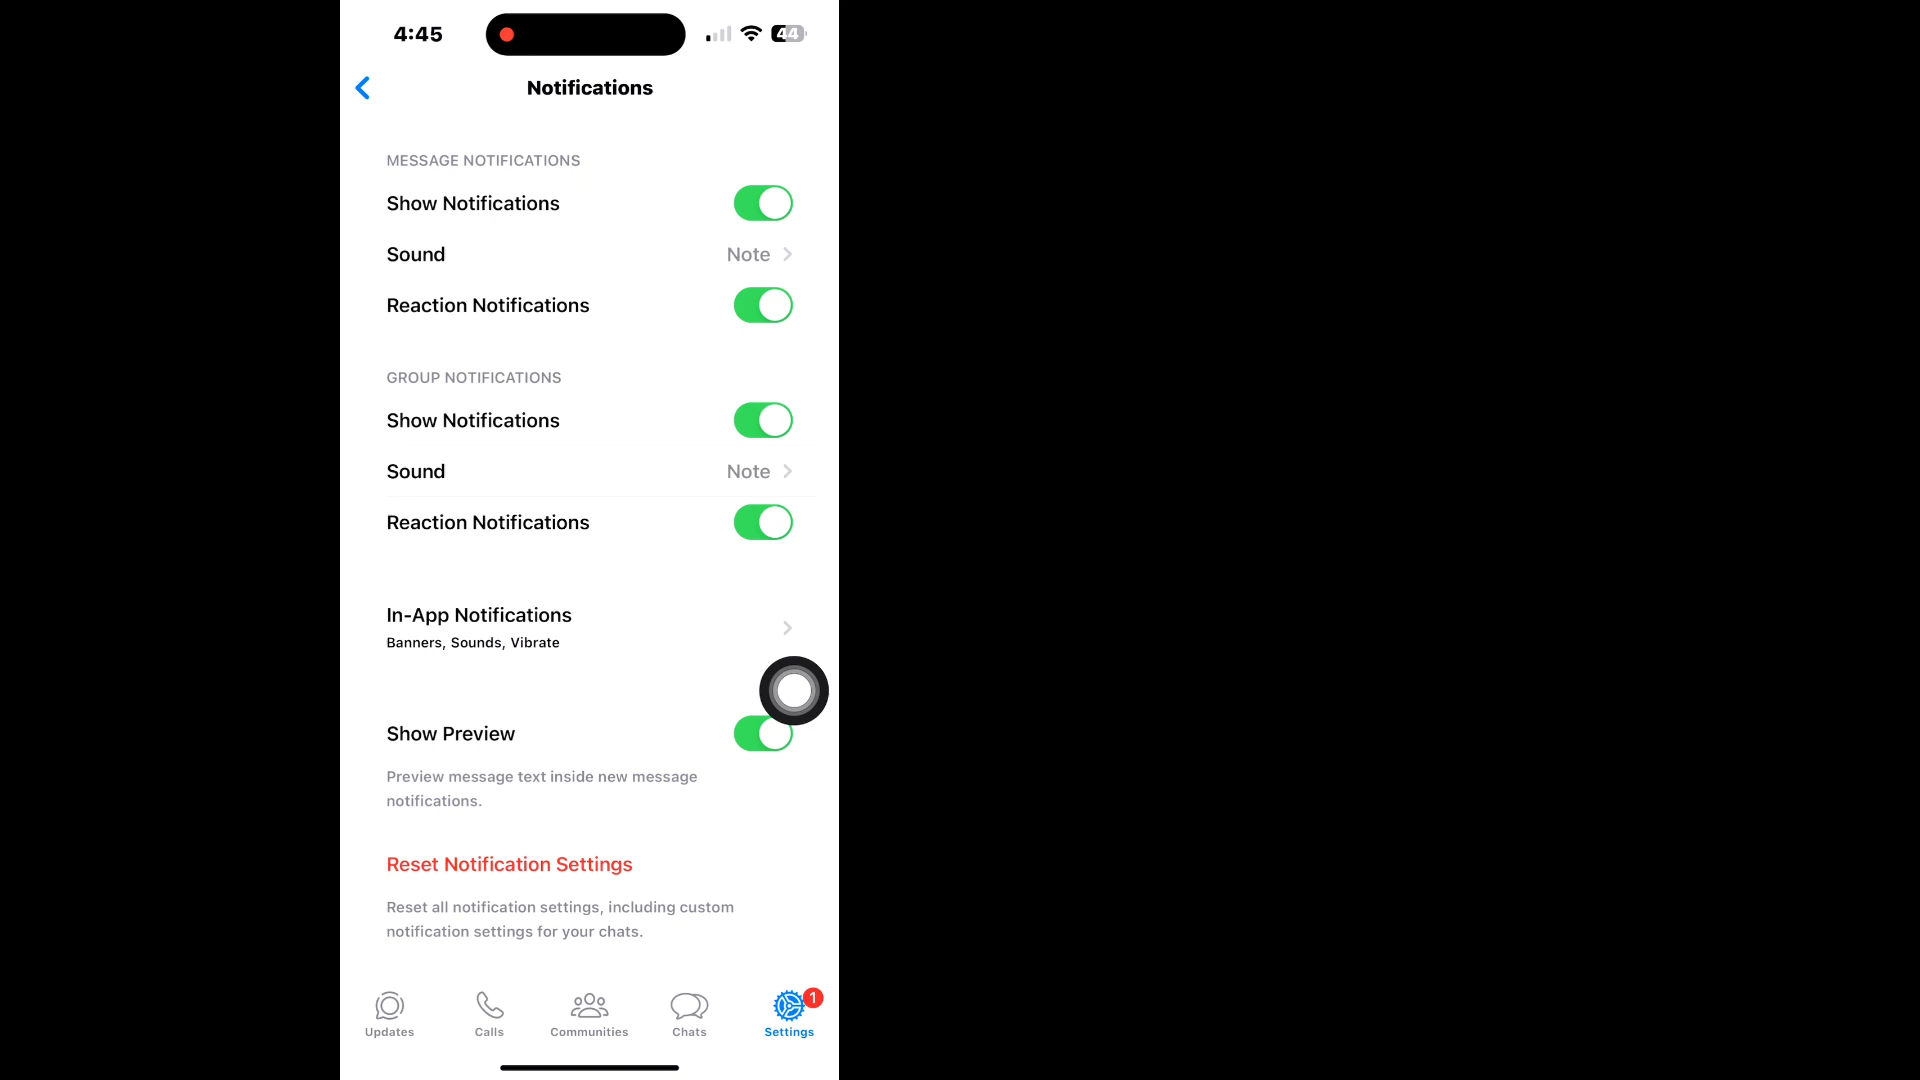 4:45
44
Notifications
MESSAGE NOTIFICATIONS
Show Notifications
Sound Note
Reaction Notifications
GROUP NOTIFICATIONS
Show Notifications
Sound Note
Reaction Notifications
In-App Notifications
Banners, Sounds, Vibrate
Show Preview
Preview message text inside new message
notifications.
Reset Notification Settings
Reset all notification settings, including custom
notification settings for your chats.
1
Updates Calls Communities Chats Settings